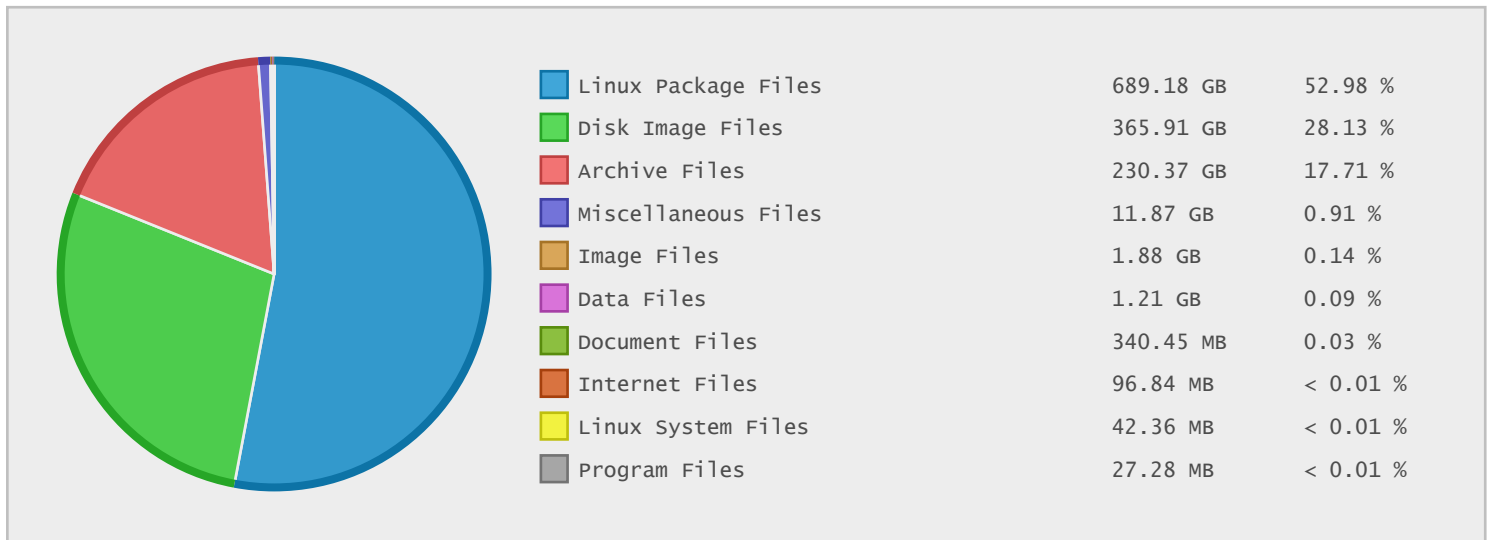 Linux Package Files 689.18 GB 52.98 %
Disk Image Files 365.91 GB 28.13 %
Archive Files 230.37 GB 17.71 %
Miscellaneous Files 11.87 GB 0.91 %
Image Files 1.88 GB 0.14 %
Data Files 1.21 GB 0.09 %
Document Files 340.45 MB 0.03 %
Internet Files 96.84 MB < 0.01 %
Linux System Files 42.36 MB < 0.01 %
Program Files 27.28 MB < 0.01 %